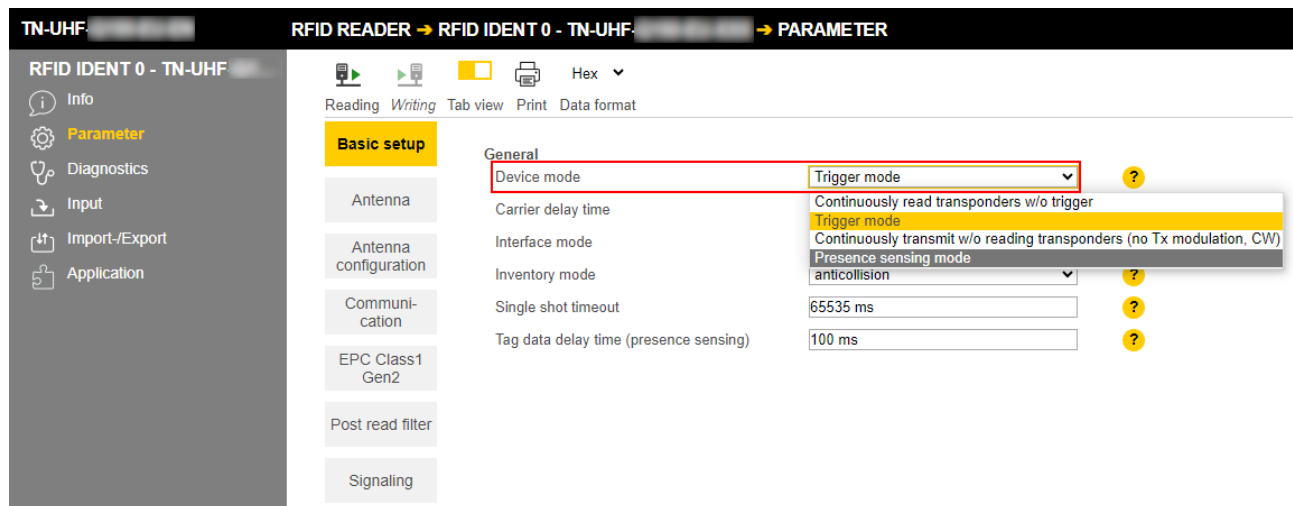 TN-UHF-
RFID READER ➔ RFID IDENT 0 - TN-UHF- ➔ PARAMETER
RFID IDENT 0 - TN-UHF
Info
Parameter
Diagnostics
Input
Import-/Export
Application
Hex
Reading Writing Tab view Print Data format
Basic setup
Antenna
Antenna
configuration
Communi-
cation
EPC Class1
Gen2
Post read filter
Signaling
General
Device mode Trigger mode ?
Continuously read transponders w/o trigger
Trigger mode
Continuously transmit w/o reading transponders (no Tx modulation, CW)
Presence sensing mode
Carrier delay time
Interface mode
Inventory mode anticollision ?
Single shot timeout 65535 ms ?
Tag data delay time (presence sensing) 100 ms ?